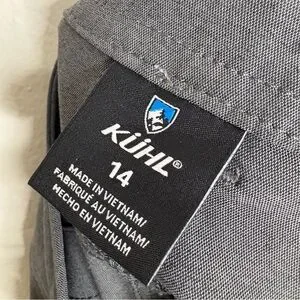 KÜHL®
14
MADE IN VIETNAM/
FABRIQUÉ AU VIETNAM/
HECHO EN VIETNAM